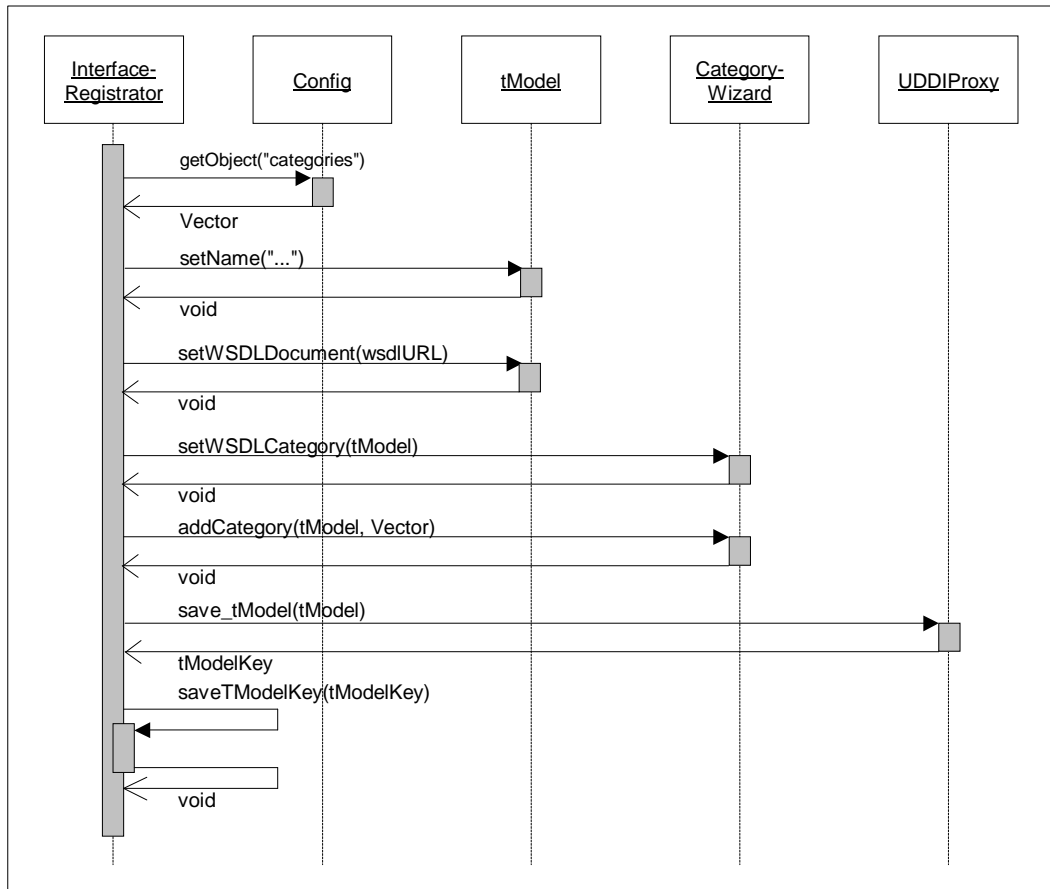 Interface-
Registrator
Config
tModel
Category-
Wizard
UDDIProxy
getObject("categories")
Vector
setName("...")
void
setWSDLDocument(wsdlURL)
void
setWSDLCategory(tModel)
void
addCategory(tModel, Vector)
void
save_tModel(tModel)
tModelKey
saveTModelKey(tModelKey)
void